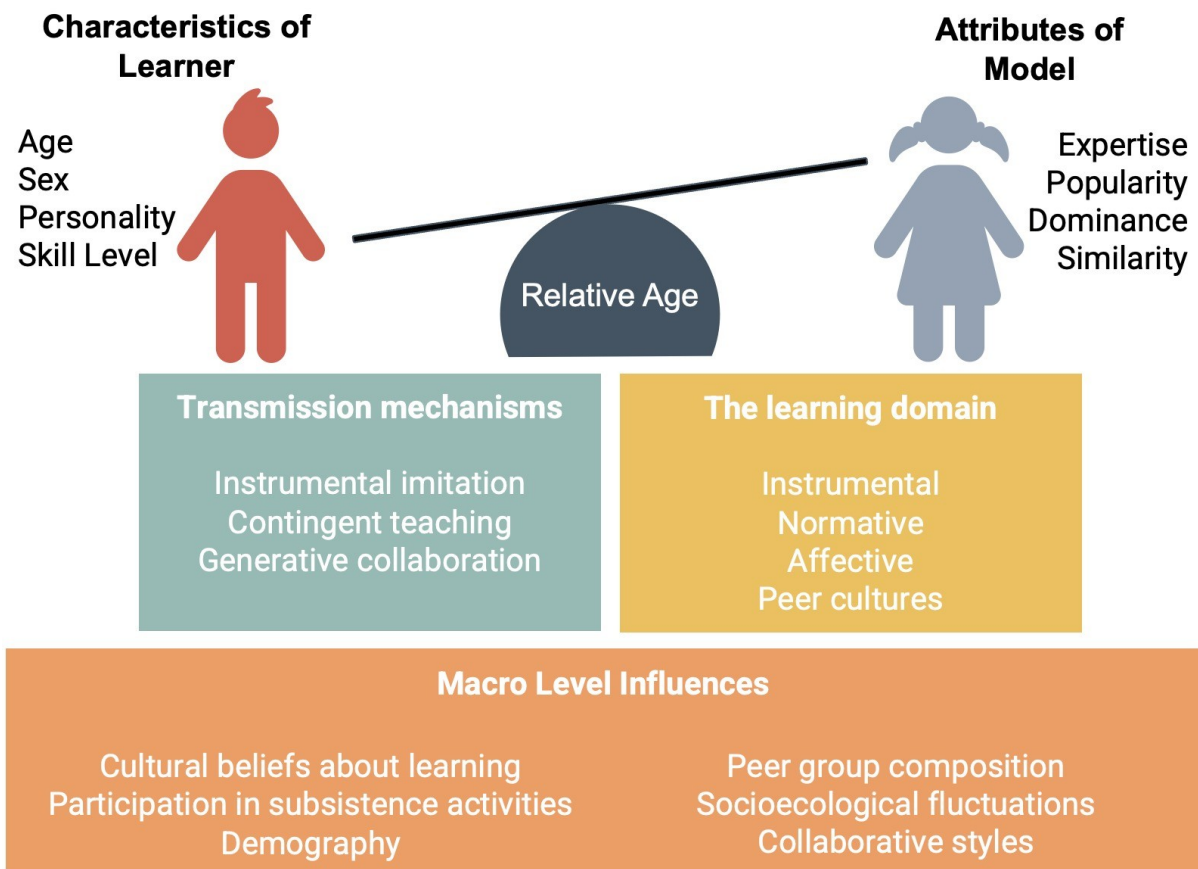 Characteristics of
Learner
Age
Sex
Personality
Skill Level
Attributes of
Model
Expertise
Popularity
Dominance
Similarity
Relative Age
Transmission mechanisms
Instrumental imitation
Contingent teaching
Generative collaboration
The learning domain
Instrumental
Normative
Affective
Peer cultures
Macro Level Influences
Cultural beliefs about learning
Participation in subsistence activities
Demography
Peer group composition
Socioecological fluctuations
Collaborative styles